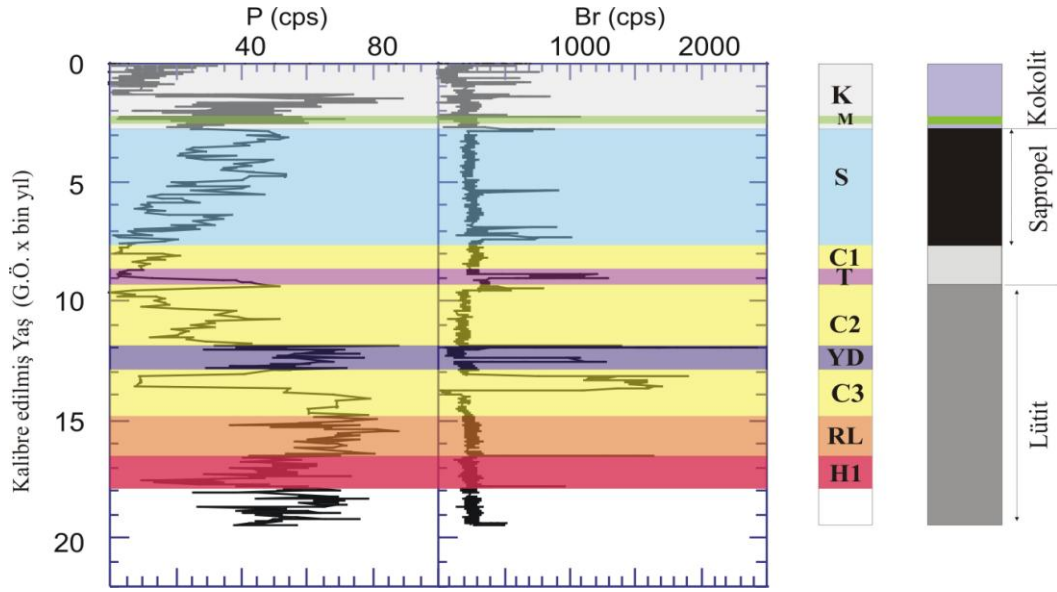 P (cps)
Br (cps)
40
80
1000
2000
0
5
10
15
20
Kalibre edilmiş Yaş (G.Ö. x bin yıl)
K
M
S
C1
T
C2
YD
C3
RL
H1
Kokolit
Sapropel
Lütit